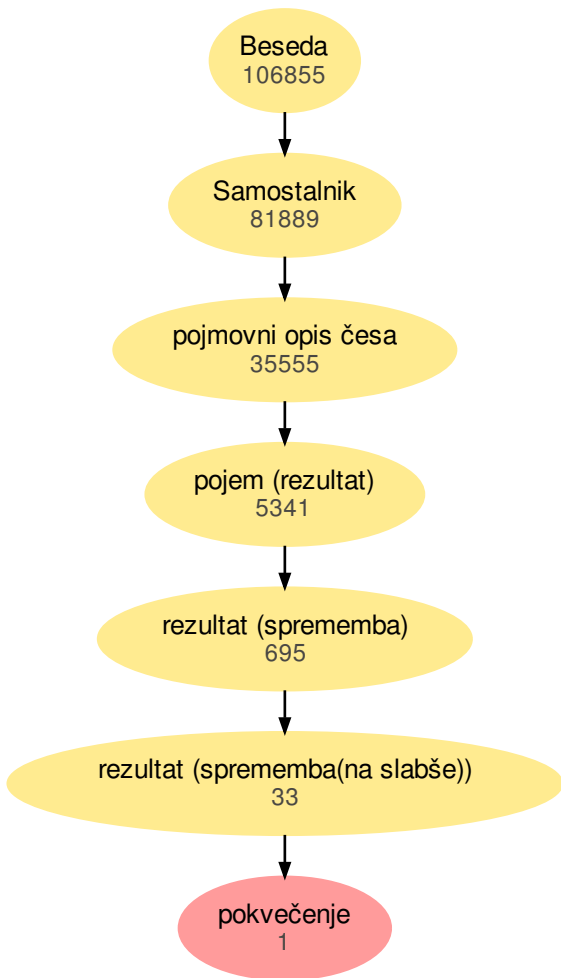 Beseda
106855
Samostalnik
81889
pojmovni opis česa
35555
pojem (rezultat)
5341
rezultat (sprememba)
695
rezultat (sprememba(na slabše))
33
pokvečenje
1